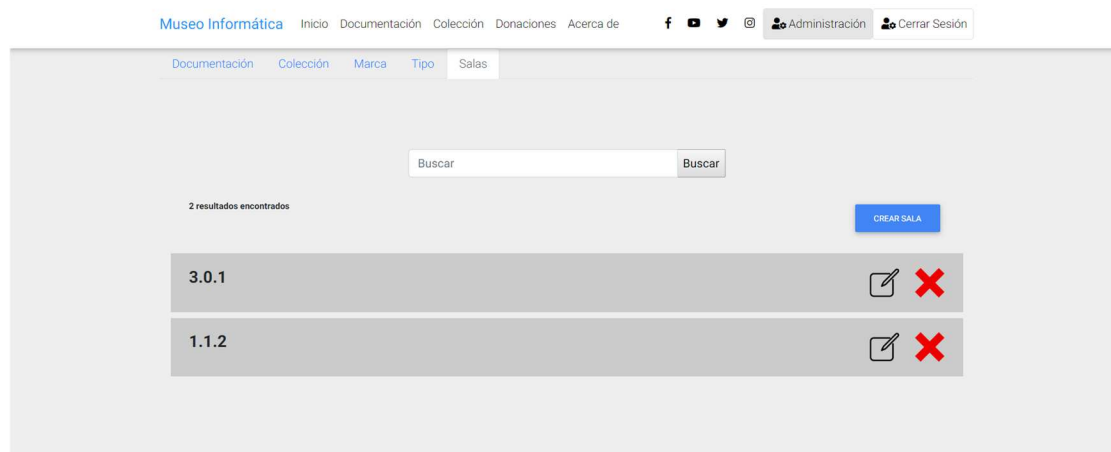 Museo Informática Inicio Documentación Colección Donaciones Acerca de Administración Cerrar Sesión
Documentación Colección Marca Tipo Salas
Buscar Buscar
2 resultados encontrados
CREAR SALA
3.0.1
1.1.2